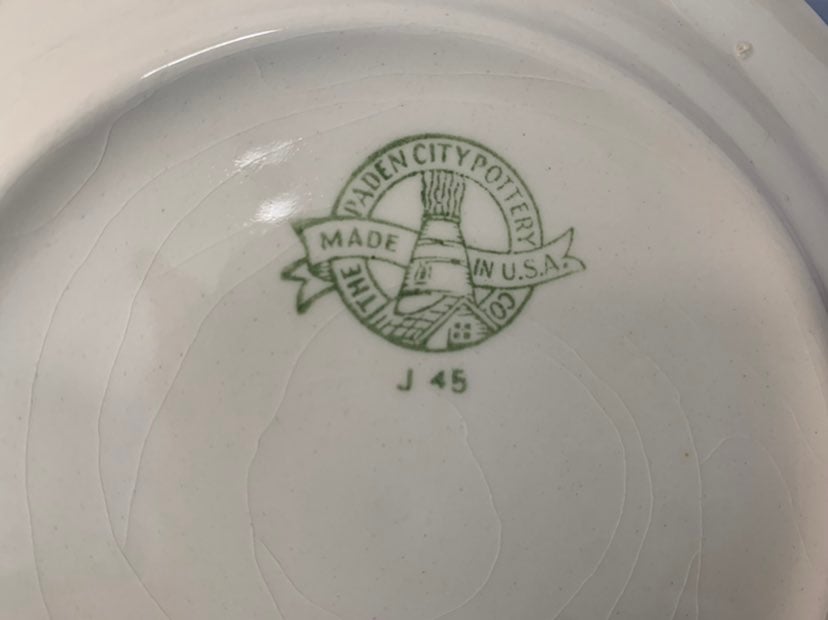 THE PADEN CITY POTTERY CO.
MADE IN U.S.A.
J 45